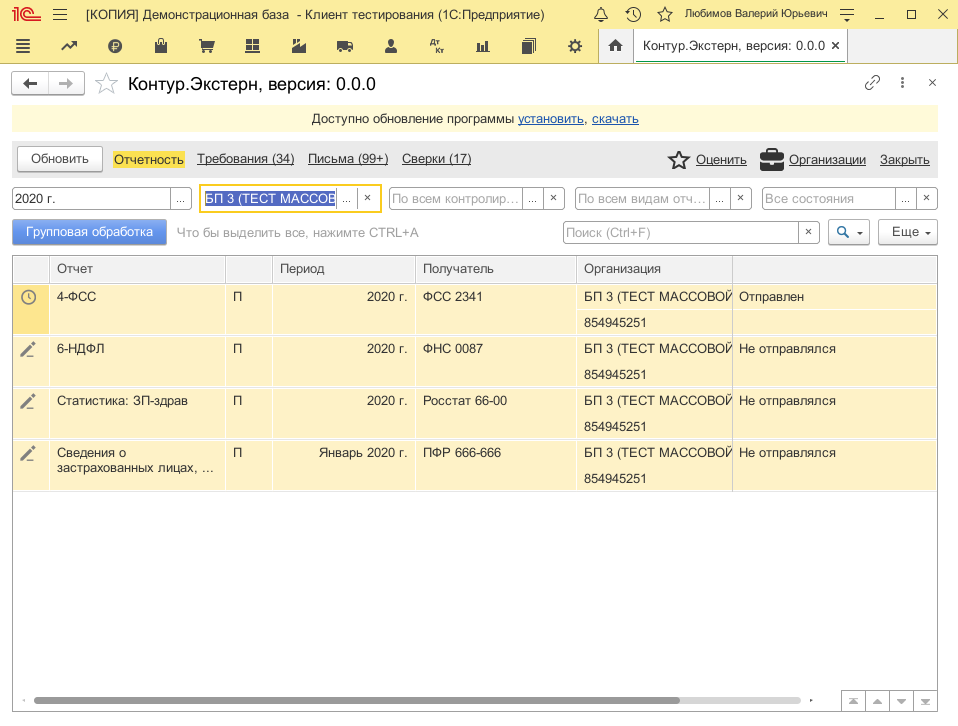 [КОПИЯ] Демонстрационная база - Клиент тестирования (1С:Предприятие)
Любимов Валерий Юрьевич
Дт Кт
Контур.Экстерн, версия: 0.0.0 ×
Контур.Экстерн, версия: 0.0.0
Доступно обновление программы установить, скачать
Обновить Отчетность Требования (34) Письма (99+) Сверки (17) Оценить Организации Закрыть
2020 г. ... БП 3 (ТЕСТ МАССОВ ... × По всем контролир... ... × По всем видам отч... ... × Все состояния ... ×
Групповая обработка Что бы выделить все, нажмите CTRL+A Поиск (Ctrl+F) × Еще
Отчет Период Получатель Организация
4-ФСС П 2020 г. ФСС 2341 БП 3 (ТЕСТ МАССОВОЙ Отправлен
854945251
6-НДФЛ П 2020 г. ФНС 0087 БП 3 (ТЕСТ МАССОВОЙ Не отправлялся
854945251
Статистика: ЗП-здрав П 2020 г. Росстат 66-00 БП 3 (ТЕСТ МАССОВОЙ Не отправлялся
854945251
Сведения о П Январь 2020 г. ПФР 666-666 БП 3 (ТЕСТ МАССОВОЙ Не отправлялся
застрахованных лицах, ...
854945251